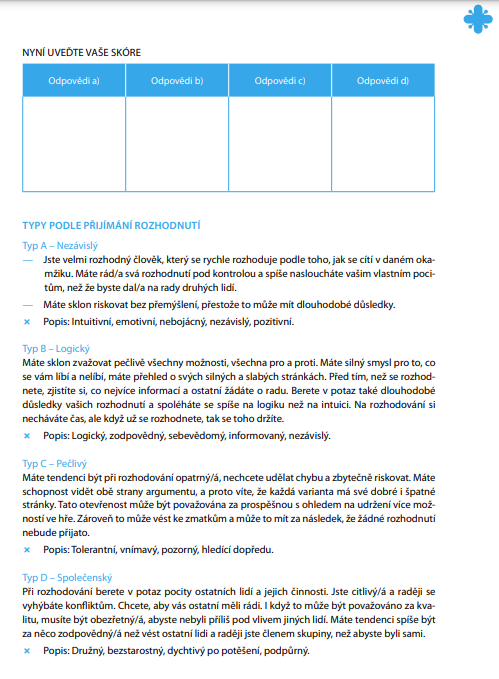 NYNÍ UVEĎTE VAŠE SKÓRE
Odpovědi a) Odpovědi b) Odpovědi c) Odpovědi d)
TYPY PODLE PŘIJÍMÁNÍ ROZHODNUTÍ
Typ A – Nezávislý
— Jste velmi rozhodný člověk, který se rychle rozhoduje podle toho, jak se cítí v daném oka-
mžiku. Máte rád/a svá rozhodnutí pod kontrolou a spíše nasloucháte vašim vlastním poci-
tům, než že byste dal/a na rady druhých lidí.
— Máte sklon riskovat bez přemýšlení, přestože to může mít dlouhodobé důsledky.
× Popis: Intuitivní, emotivní, nebojácný, nezávislý, pozitivní.
Typ B – Logický
Máte sklon zvažovat pečlivě všechny možnosti, všechna pro a proti. Máte silný smysl pro to, co
se vám líbí a nelíbí, máte přehled o svých silných a slabých stránkách. Před tím, než se rozhod-
nete, zjistíte si, co nejvíce informací a ostatní žádáte o radu. Berete v potaz také dlouhodobé
důsledky vašich rozhodnutí a spoléháte se spíše na logiku než na intuici. Na rozhodování si
necháváte čas, ale když už se rozhodnete, tak se toho držíte.
× Popis: Logický, zodpovědný, sebevědomý, informovaný, nezávislý.
Typ C – Pečlivý
Máte tendenci být při rozhodování opatrný/á, nechcete udělat chybu a zbytečně riskovat. Máte
schopnost vidět obě strany argumentu, a proto víte, že každá varianta má své dobré i špatné
stránky. Tato otevřenost může být považována za prospěšnou s ohledem na udržení více mož-
ností ve hře. Zároveň to může vést ke zmatkům a může to mít za následek, že žádné rozhodnutí
nebude přijato.
× Popis: Tolerantní, vnímavý, pozorný, hledící dopředu.
Typ D – Společenský
Při rozhodování berete v potaz pocity ostatních lidí a jejich činnosti. Jste citlivý/á a raději se
vyhýbáte konfliktům. Chcete, aby vás ostatní měli rádi. I když to může být považováno za kva-
litu, musíte být obezřetný/á, abyste nebyli příliš pod vlivem jiných lidí. Máte tendenci spíše být
za něco zodpovědný/á než vést ostatní lidi a raději jste členem skupiny, než abyste byli sami.
× Popis: Družný, bezstarostný, dychtivý po potěšení, podpůrný.